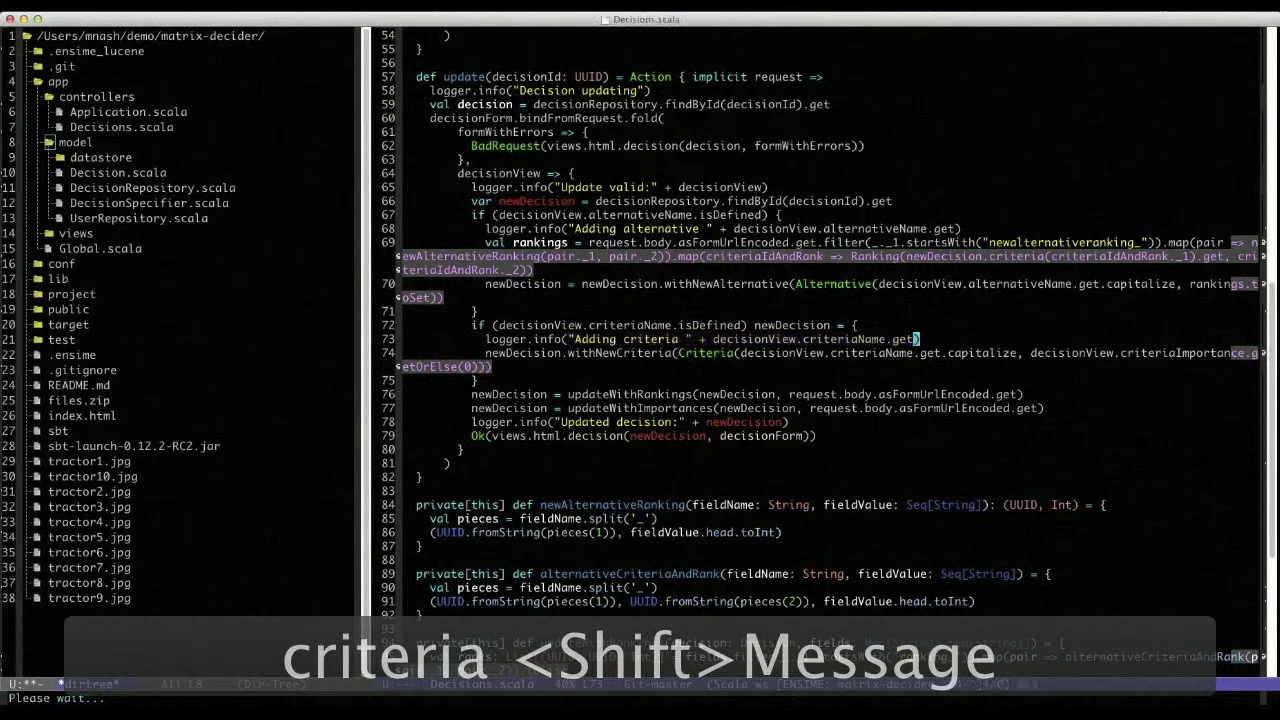 Decisions.scala
1 /Users/mnash/demo/matrix-decider/
2 .ensime_lucene
3 .git
4 app
5 controllers
6 Application.scala
7 Decisions.scala
8 model
9 datastore
10 Decision.scala
11 DecisionRepository.scala
12 DecisionSpecifier.scala
13 UserRepository.scala
14 views
15 Global.scala
16 conf
17 lib
18 project
19 public
20 target
21 test
22 .ensime
23 .gitignore
24 README.md
25 files.zip
26 index.html
27 sbt
28 sbt-launch-0.12.2-RC2.jar
29 tractor1.jpg
30 tractor10.jpg
31 tractor2.jpg
32 tractor3.jpg
33 tractor4.jpg
34 tractor5.jpg
35 tractor6.jpg
36 tractor7.jpg
37 tractor8.jpg
38 tractor9.jpg
54 )
55 }
56
57 def update(decisionId: UUID) = Action { implicit request =>
58 logger.info("Decision updating")
59 val decision = decisionRepository.findById(decisionId).get
60 decisionForm.bindFromRequest.fold(
61 formWithErrors => {
62 BadRequest(views.html.decision(decision, formWithErrors))
63 },
64 decisionView => {
65 logger.info("Update valid:" + decisionView)
66 var newDecision = decisionRepository.findById(decisionId).get
67 if (decisionView.alternativeName.isDefined) {
68 logger.info("Adding alternative " + decisionView.alternativeName.get)
69 val rankings = request.body.asFormUrlEncoded.get.filter(_._1.startsWith("newalternativeranking_")).map(pair => n
ewAlternativeRanking(pair._1, pair._2)).map(criteriaIdAndRank => Ranking(newDecision.criteria(criteriaIdAndRank._1).get, cri
teriaIdAndRank._2))
70 newDecision = newDecision.withNewAlternative(Alternative(decisionView.alternativeName.get.capitalize, rankings.t
oSet))
71 }
72 if (decisionView.criteriaName.isDefined) newDecision = {
73 logger.info("Adding criteria " + decisionView.criteriaName.get)
74 newDecision.withNewCriteria(Criteria(decisionView.criteriaName.get.capitalize, decisionView.criteriaImportance.g
etOrElse(0)))
75 }
76 newDecision = updateWithRankings(newDecision, request.body.asFormUrlEncoded.get)
77 newDecision = updateWithImportances(newDecision, request.body.asFormUrlEncoded.get)
78 logger.info("Updated decision:" + newDecision)
79 Ok(views.html.decision(newDecision, decisionForm))
80 }
81 )
82 }
83
84 private[this] def newAlternativeRanking(fieldName: String, fieldValue: Seq[String]): (UUID, Int) = {
85 val pieces = fieldName.split('_')
86 (UUID.fromString(pieces(1)), fieldValue.head.toInt)
87 }
88
89 private[this] def alternativeCriteriaAndRank(fieldName: String, fieldValue: Seq[String]) = {
90 val pieces = fieldName.split('_')
91 (UUID.fromString(pieces(1)), UUID.fromString(pieces(2)), fieldValue.head.toInt)
92 }
93
criteria <Shift> Message
U:**- *dirtree* All L8 (Dir-Tree)
Decisions.scala 40% L73 Git-master (Scala ws [ENSIME: matrix-decider
Please wait...